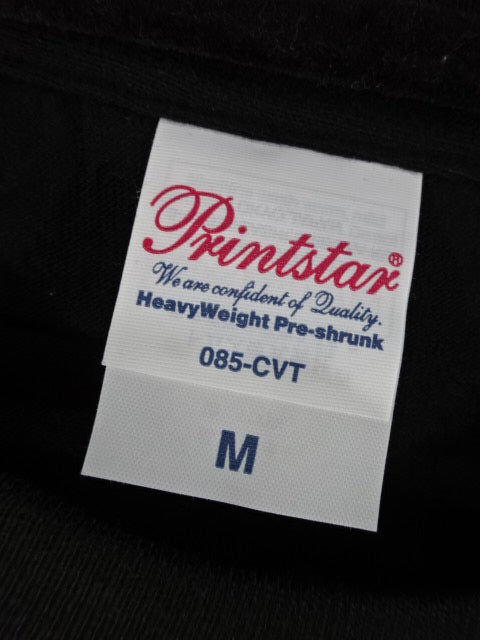 Printstar®
We are confident of Quality.
HeavyWeight Pre-shrunk
085-CVT
M